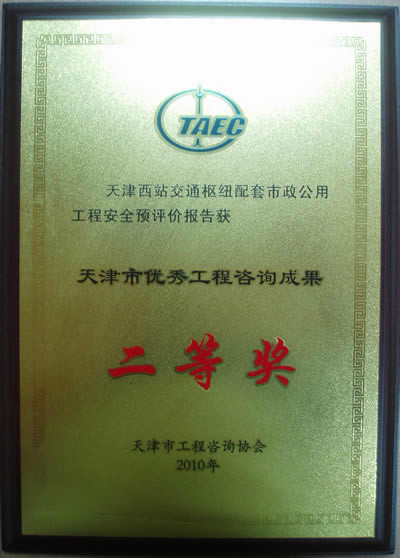 TAEC
天津西站交通枢纽配套市政公用
工程安全预评价报告获
天津市优秀工程咨询成果
二等奖
天津市工程咨询协会
2010年